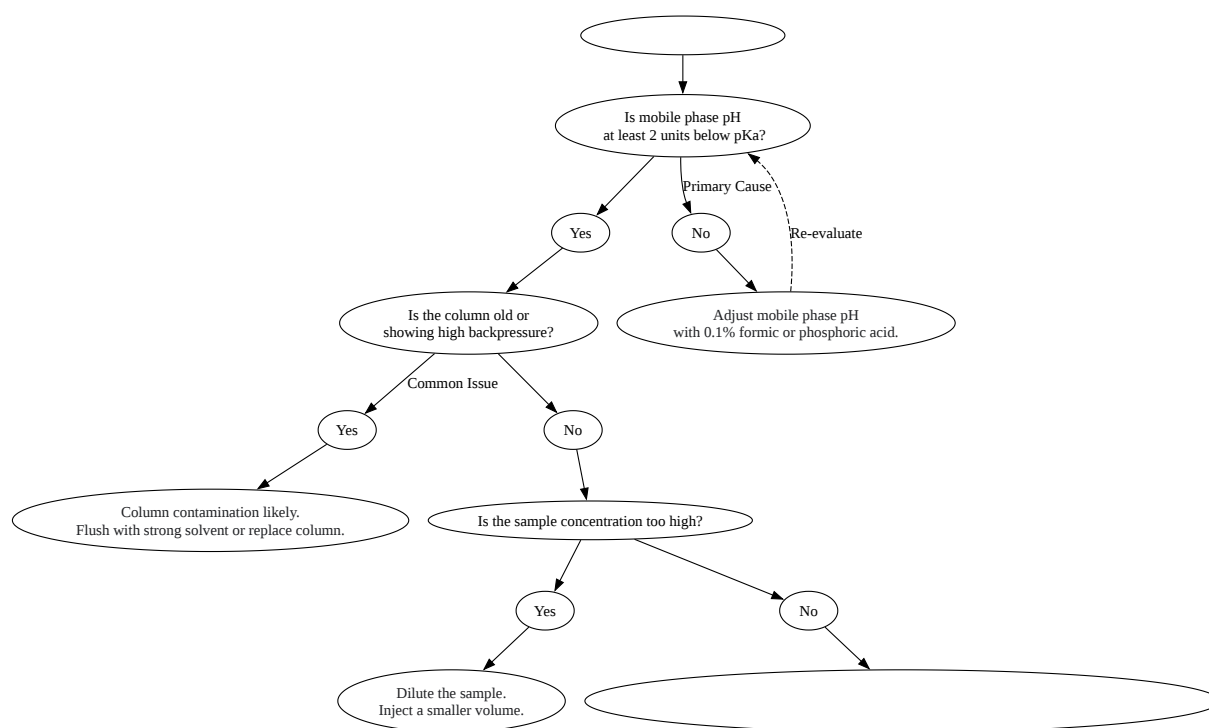 Is mobile phase pH
at least 2 units below pKa?
Primary Cause
Yes
No
Re-evaluate
Is the column old or
showing high backpressure?
Adjust mobile phase pH
with 0.1% formic or phosphoric acid.
Common Issue
Yes
No
Column contamination likely.
Flush with strong solvent or replace column.
Is the sample concentration too high?
Yes
No
Dilute the sample.
Inject a smaller volume.